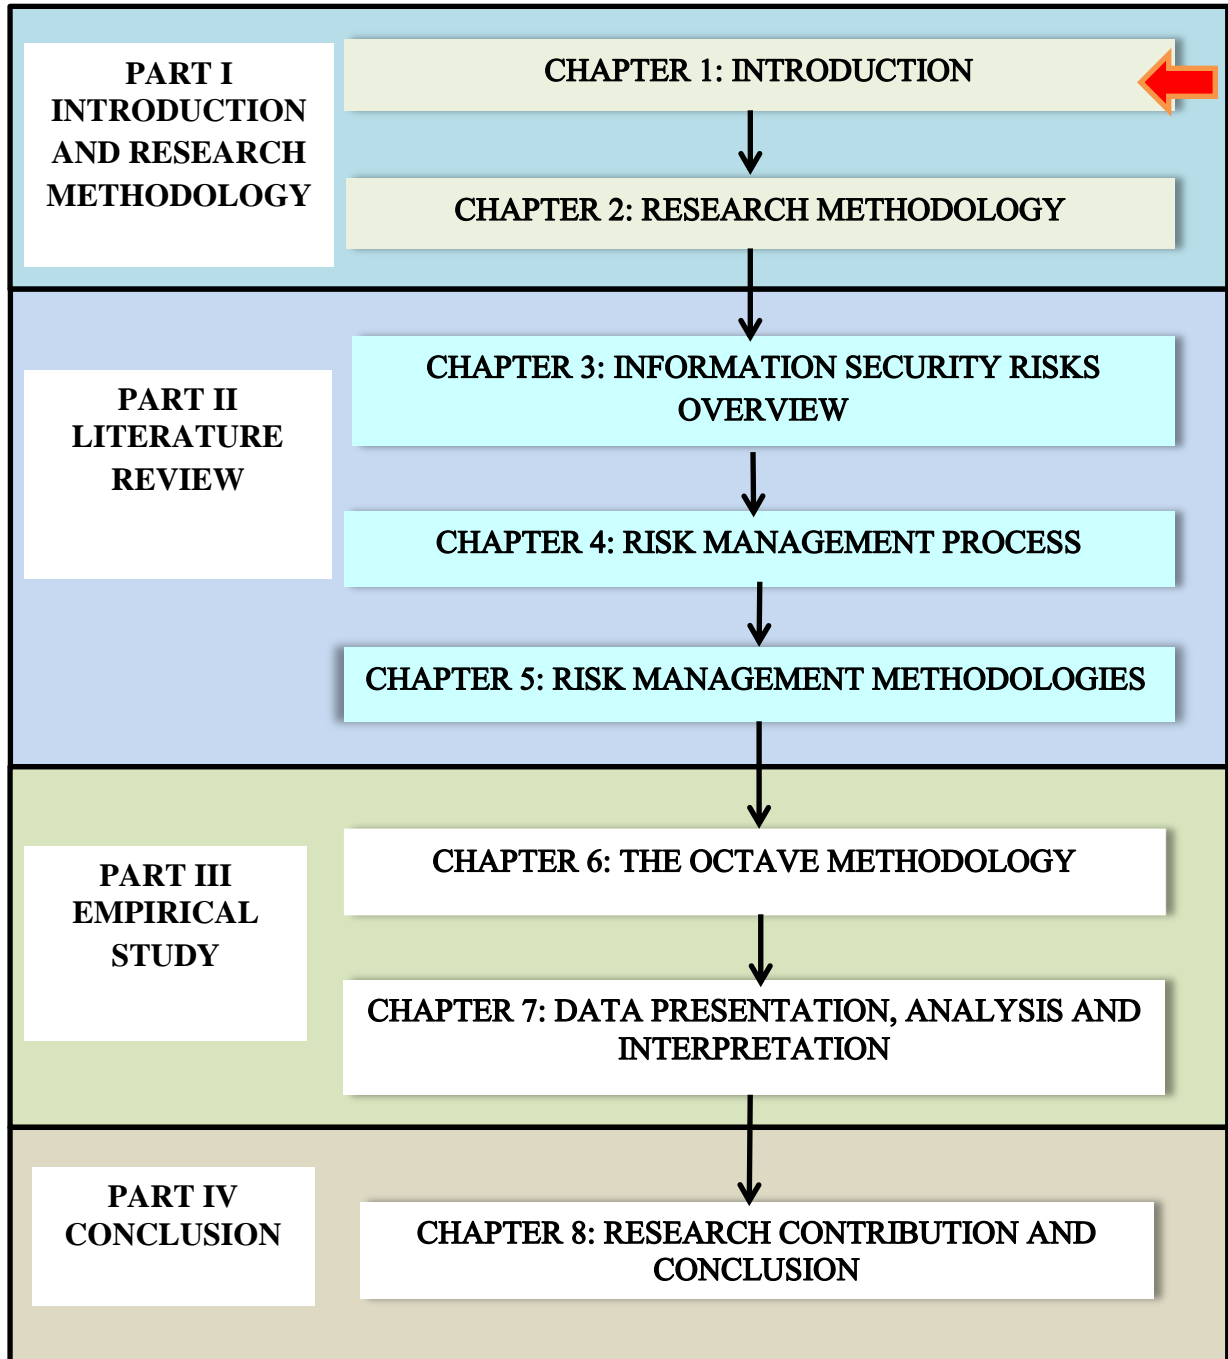 PART I
INTRODUCTION
AND RESEARCH
METHODOLOGY
CHAPTER 1: INTRODUCTION
CHAPTER 2: RESEARCH METHODOLOGY
PART II
LITERATURE
REVIEW
CHAPTER 3: INFORMATION SECURITY RISKS
OVERVIEW
CHAPTER 4: RISK MANAGEMENT PROCESS
CHAPTER 5: RISK MANAGEMENT METHODOLOGIES
PART III
EMPIRICAL
STUDY
CHAPTER 6: THE OCTAVE METHODOLOGY
CHAPTER 7: DATA PRESENTATION, ANALYSIS AND
INTERPRETATION
PART IV
CONCLUSION
CHAPTER 8: RESEARCH CONTRIBUTION AND
CONCLUSION